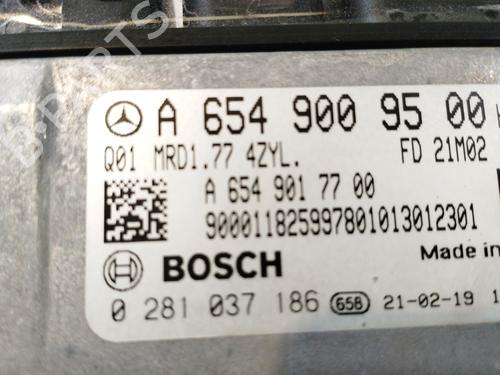 A 654 900 95 00
Q01 MRD1.77 4ZYL. FD 21M02
A 654 901 77 00
900011825997801013012301
Made in
BOSCH
0 281 037 186 658 21-02-19 1